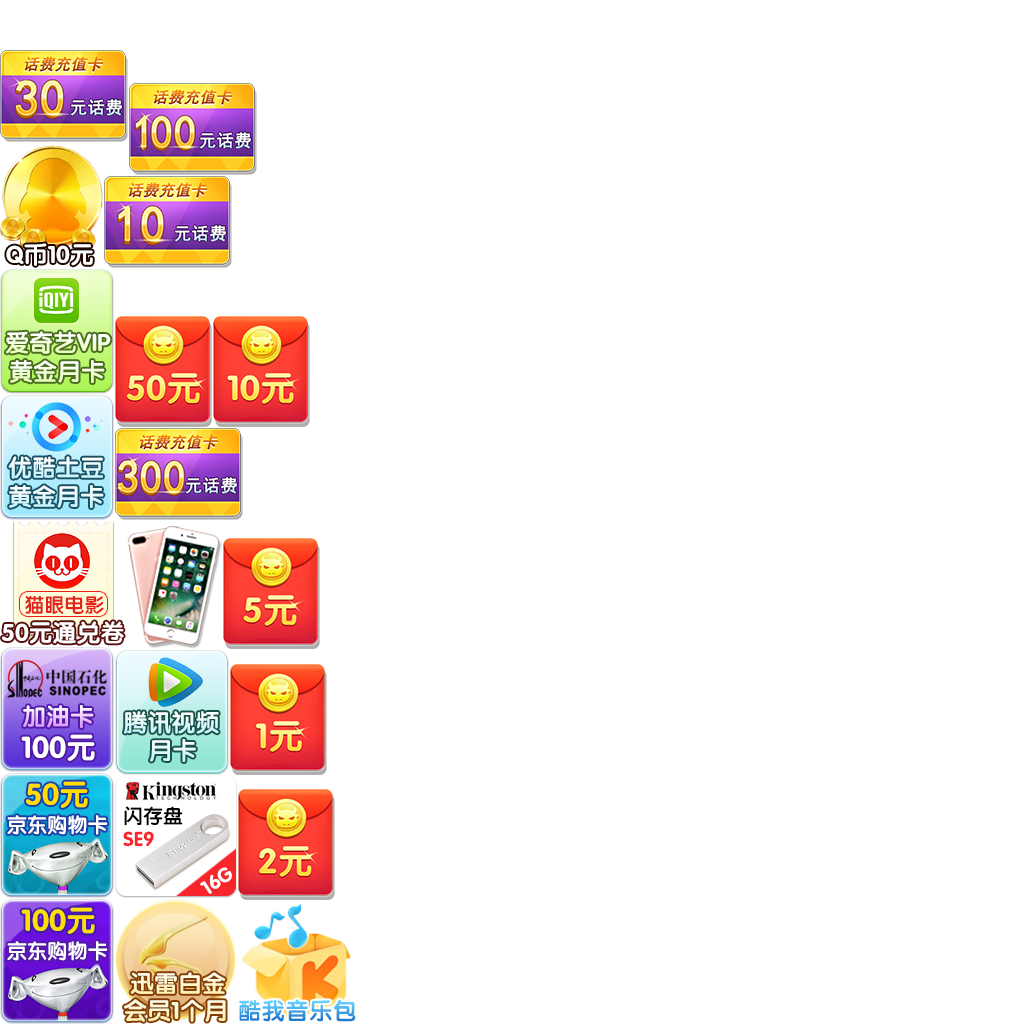 话费充值卡
30元话费
话费充值卡
100元话费
Q币10元
话费充值卡
10元话费
iQIYI
爱奇艺VIP
黄金月卡
50元
10元
优酷土豆
黄金月卡
话费充值卡
300元话费
猫眼电影
50元通兑卷
5元
中国石化
SINOPEC
加油卡
100元
腾讯视频
月卡
1元
50元
京东购物卡
Kingston
TECHNOLOGY
闪存盘
SE9
16G
2元
100元
京东购物卡
迅雷白金
会员1个月
酷我音乐包